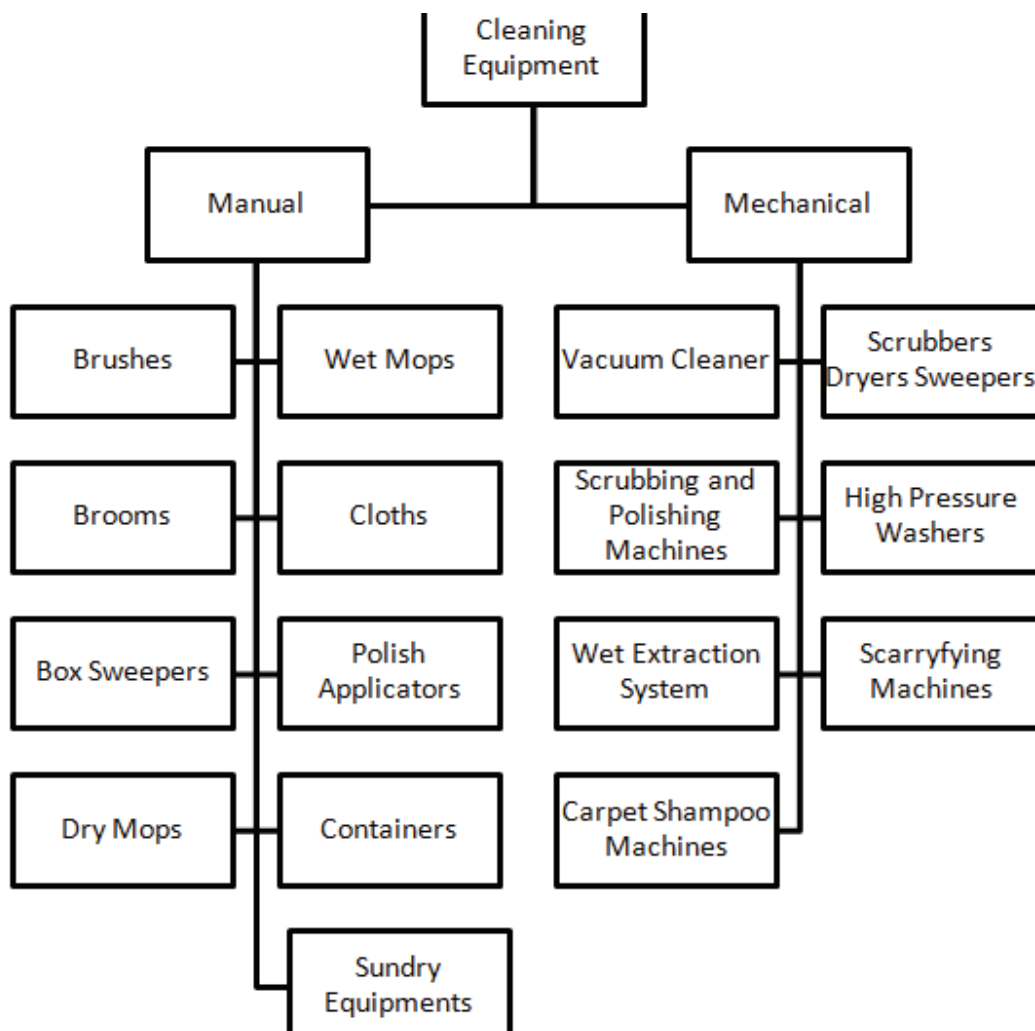 Cleaning
Equipment
Manual
Mechanical
Brushes
Wet Mops
Vacuum Cleaner
Scrubbers
Dryers Sweepers
Brooms
Cloths
Scrubbing and
Polishing
Machines
High Pressure
Washers
Box Sweepers
Polish
Applicators
Wet Extraction
System
Scarryfying
Machines
Dry Mops
Containers
Carpet Shampoo
Machines
Sundry
Equipments